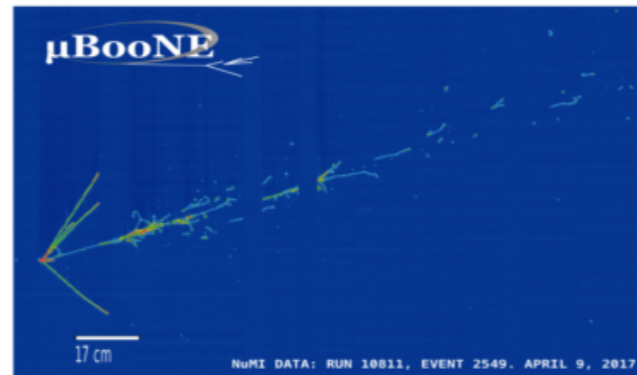 μBooNE
17 cm
NuMI DATA: RUN 10811, EVENT 2549. APRIL 9, 2017